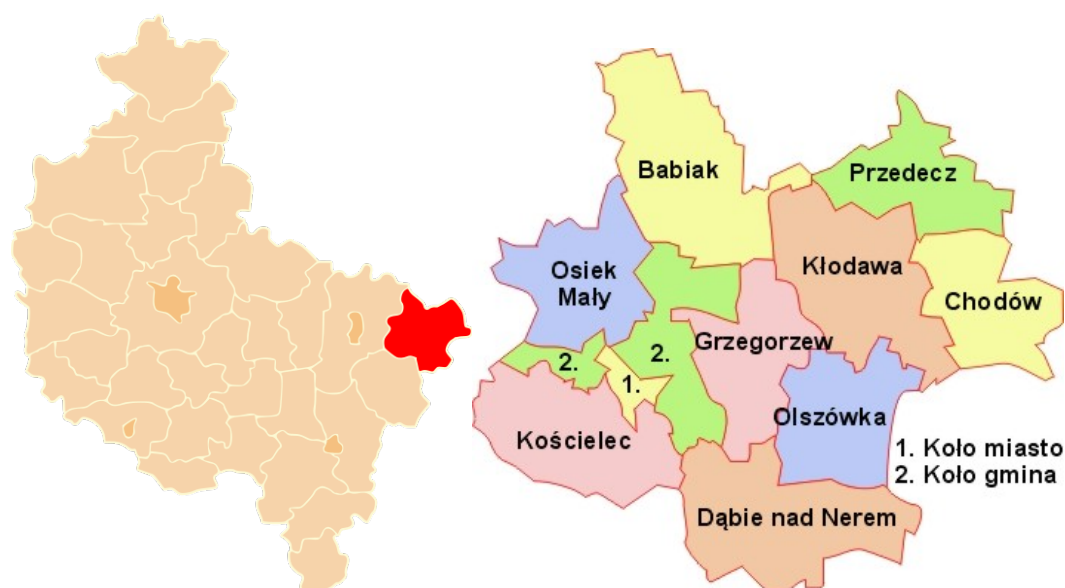 Babiak
Przedecz
Osiek
Mały
Kłodawa
Chodów
Grzegorzew
2.
2.
1.
Kościelec
Olszówka
1. Koło miasto
2. Koło gmina
Dąbie nad Nerem